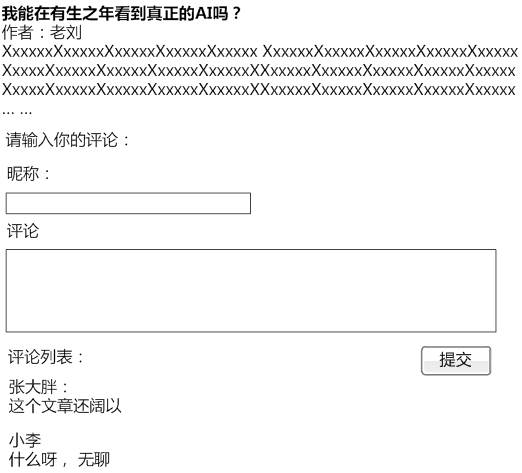 我能在有生之年看到真正的AI吗？
作者：老刘
XxxxxxXxxxxxXxxxxxXxxxxxXxxxxx XxxxxxXxxxxxXxxxxxXxxxxxXxxxxx
XxxxxXxxxxxXxxxxxXxxxxxXxxxxxXXxxxxxXxxxxxXxxxxxXxxxxxXxxxxx
XxxxxXxxxxxXxxxxxXxxxxxXxxxxxXXxxxxxXxxxxxXxxxxxXxxxxxXxxxxx
... ...
请输入你的评论：
昵称：
评论
评论列表：
提交
张大胖：
这个文章还阔以
小李
什么呀，无聊